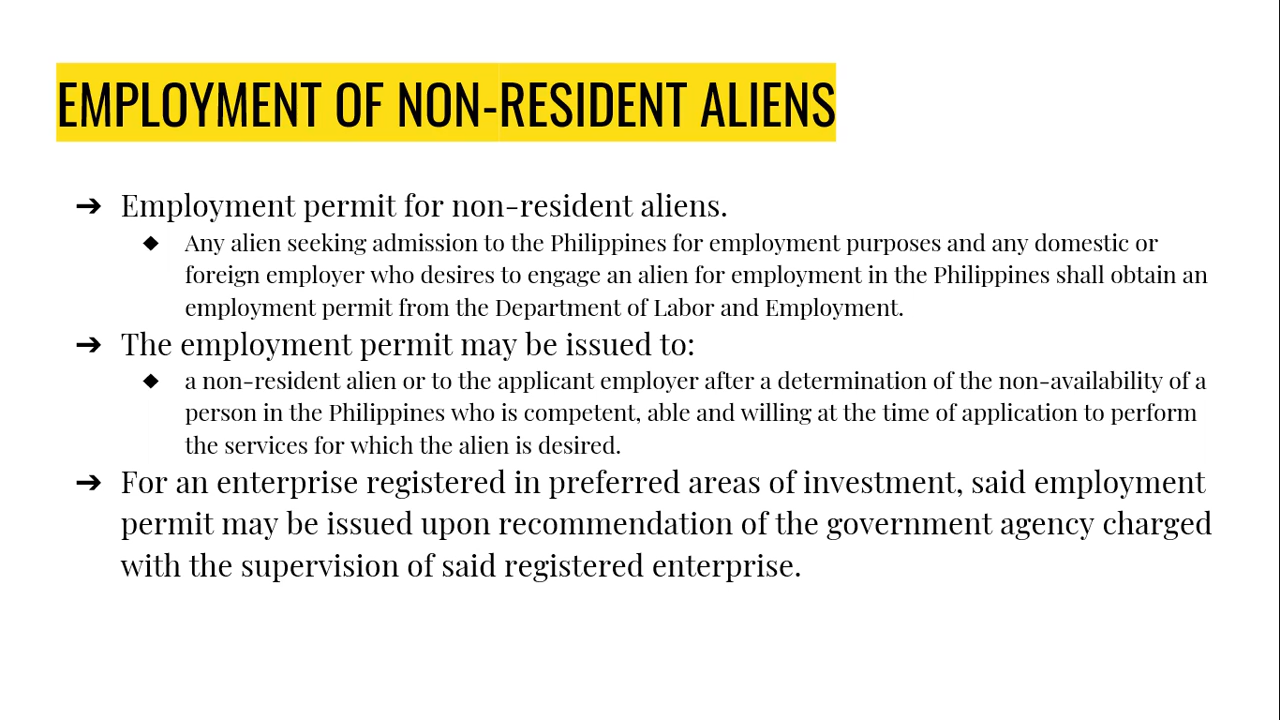 EMPLOYMENT OF NON-RESIDENT ALIENS
➔ Employment permit for non-resident aliens.
◆ Any alien seeking admission to the Philippines for employment purposes and any domestic or
foreign employer who desires to engage an alien for employment in the Philippines shall obtain an
employment permit from the Department of Labor and Employment.
➔ The employment permit may be issued to:
◆ a non-resident alien or to the applicant employer after a determination of the non-availability of a
person in the Philippines who is competent, able and willing at the time of application to perform
the services for which the alien is desired.
➔ For an enterprise registered in preferred areas of investment, said employment
permit may be issued upon recommendation of the government agency charged
with the supervision of said registered enterprise.